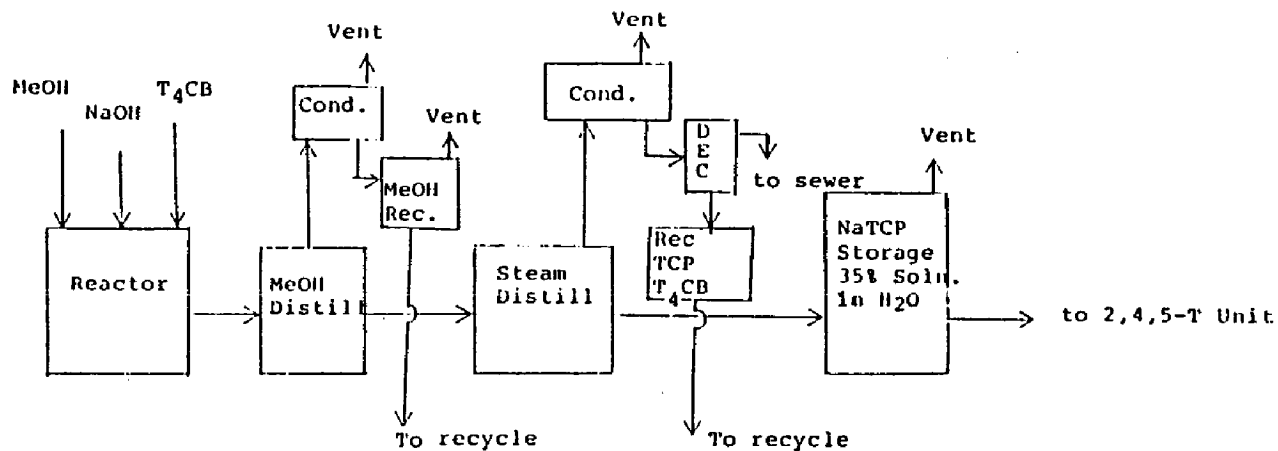 Vent
Vent
MeOH
T4CB
NaOH
Cond.
Cond.
Vent
D
E
C
Vent
to sewer
MeOH
Rec.
Reactor
MeOH
Distill
Steam
Distill
Rec
TCP
T4CB
NaTCP
Storage
35% Soln.
in H2O
to 2,4,5-T Unit
To recycle
To recycle